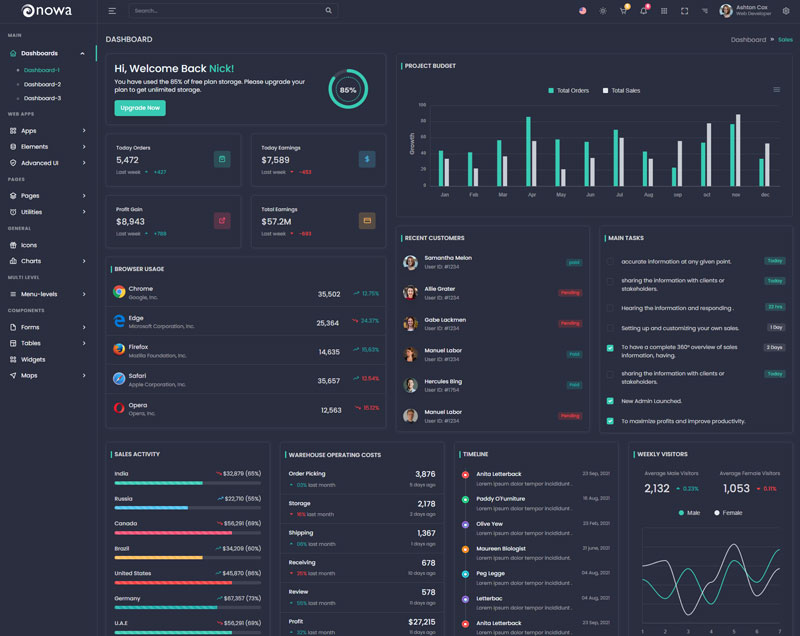 nowa
Search...
Ashton Cox
Web Developer
MAIN
Dashboards
Dashboard-1
Dashboard-2
Dashboard-3
WEB APPS
Apps
Elements
Advanced UI
PAGES
Pages
Utilities
GENERAL
Icons
Charts
MULTI LEVEL
Menu-levels
COMPONENTS
Forms
Tables
Widgets
Maps
DASHBOARD
Dashboard » Sales
Hi, Welcome Back Nick!
You have used the 85% of free plan storage. Please upgrade your
plan to get unlimited storage.
Upgrade Now
85%
Today Orders
5,472
Last week +427
Today Earnings
$7,589
Last week -453
Profit Gain
$8,943
Last week +788
Total Earnings
$57.2M
Last week -693
PROJECT BUDGET
Total Orders Total Sales
Growth
100
80
60
40
20
0
Jan Feb Mar Apr May Jun Jul Aug sep oct nov dec
BROWSER USAGE
Chrome
Google, Inc.
35,502 12.75%
Edge
Microsoft Corporation, Inc.
25,364 24.37%
Firefox
Mozilla Foundation, Inc.
14,635 15.63%
Safari
Apple Corporation, Inc.
35,657 12.54%
Opera
Opera, Inc.
12,563 15.12%
RECENT CUSTOMERS
Samantha Melon
User ID: #1234
paid
Allie Grater
User ID: #1234
Pending
Gabe Lackmen
User ID: #1234
Pending
Manuel Labor
User ID: #1234
Paid
Hercules Bing
User ID: #1754
Paid
Manuel Labor
User ID: #1234
Pending
MAIN TASKS
accurate information at any given point. Today
sharing the information with clients or
stakeholders.
Today
Hearing the information and responding . 22 hrs
Setting up and customizing your own sales. 1 Day
To have a complete 360° overview of sales
information, having.
2 Days
sharing the information with clients or
stakeholders.
Today
New Admin Launched.
To maximize profits and improve productivity.
SALES ACTIVITY
India $32,879 (65%)
Russia $22,710 (55%)
Canada $56,291 (69%)
Brazil $34,209 (60%)
United States $45,870 (86%)
Germany $67,357 (73%)
U.A.E $56,291 (69%)
WAREHOUSE OPERATING COSTS
Order Picking 3,876
03% last month 5 days ago
Storage 2,178
16% last month 2 days ago
Shipping 1,367
06% last month 1 days ago
Receiving 678
25% last month 10 days ago
Review 578
55% last month 11 days ago
Profit $27,215
32% last month 11 days ago
TIMELINE
Anita Letterback 23 Sep, 2021
Lorem ipsum dolor tempor incididunt .
Paddy O'Furniture 16 Aug, 2021
Lorem ipsum dolor tempor incididunt .
Olive Yew 23 Feb, 2021
Lorem ipsum dolor tempor incididunt .
Maureen Biologist 21 june, 2021
Lorem ipsum dolor tempor incididunt .
Peg Legge 04 Aug, 2021
Lorem ipsum dolor tempor incididunt .
Letterbac 04 Aug, 2021
Lorem ipsum dolor tempor incididunt .
Anita Letterback 23 Sep, 2021
Lorem ipsum dolor tempor incididunt .
WEEKLY VISITORS
Average Male Visitors
2,132 0.23%
Average Female Visitors
1,053 0.11%
Male Female
1 2 3 4 5 6 7